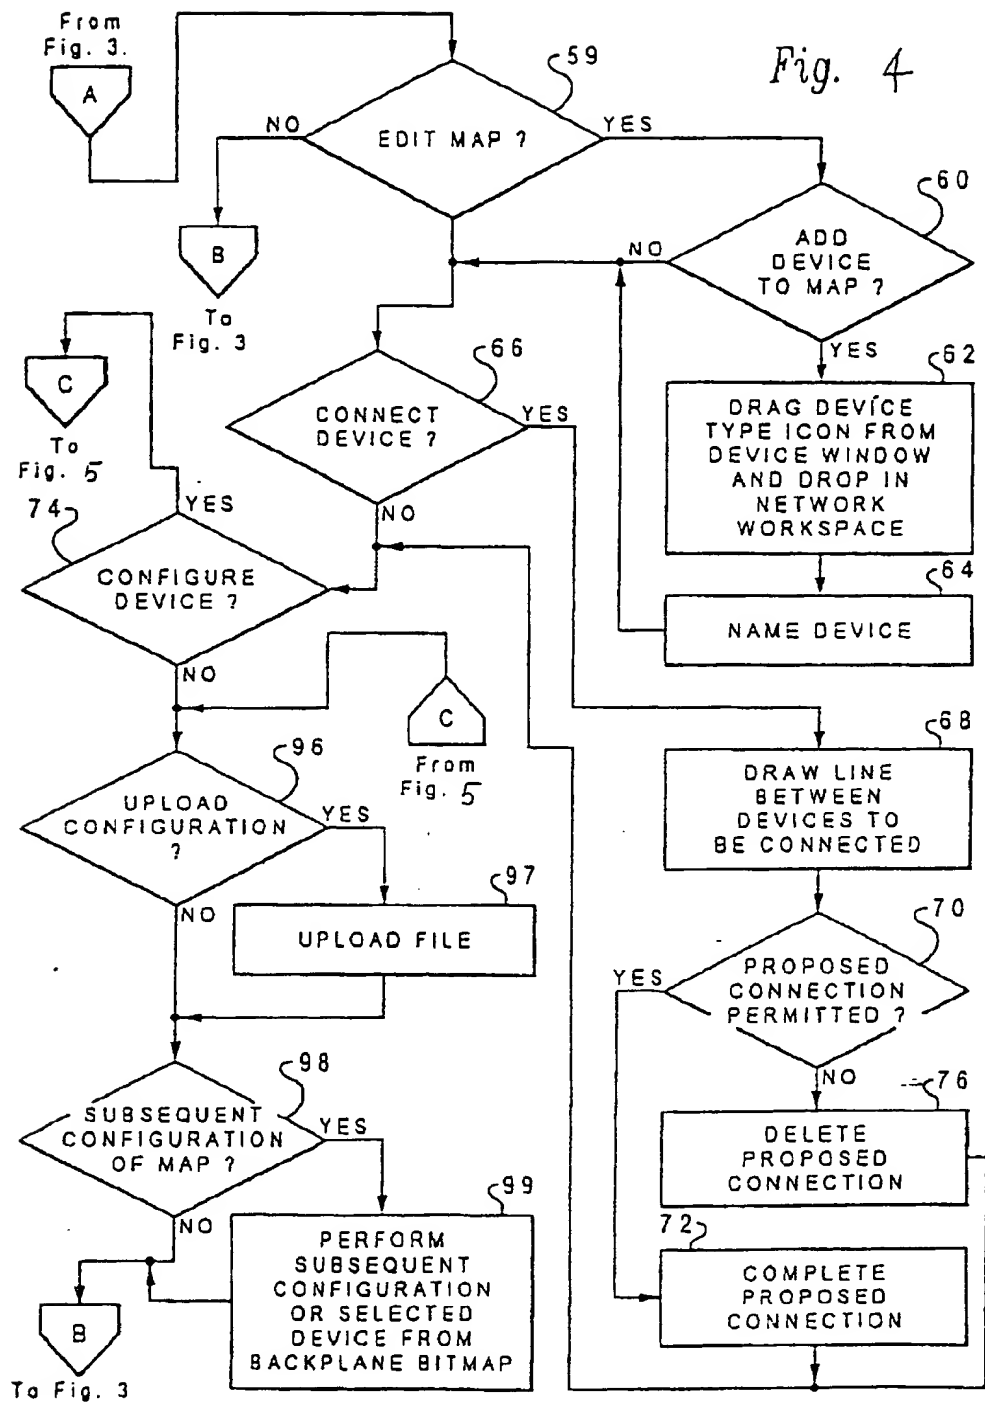 From
Fig. 3.
A
Fig. 4
59
EDIT MAP ?
NO
YES
B
To
Fig. 3
60
ADD
DEVICE
TO MAP ?
NO
YES
C
To
Fig. 5
66
CONNECT
DEVICE ?
YES
NO
62
DRAG DEVICE
TYPE ICON FROM
DEVICE WINDOW
AND DROP IN
NETWORK
WORKSPACE
64
NAME DEVICE
74
YES
CONFIGURE
DEVICE ?
NO
C
From
Fig. 5
68
DRAW LINE
BETWEEN
DEVICES TO
BE CONNECTED
96
UPLOAD
CONFIGURATION
?
YES
NO
97
UPLOAD FILE
70
PROPOSED
CONNECTION
PERMITTED ?
YES
NO
98
SUBSEQUENT
CONFIGURATION
OF MAP ?
YES
NO
76
DELETE
PROPOSED
CONNECTION
99
PERFORM
SUBSEQUENT
CONFIGURATION
OR SELECTED
DEVICE FROM
BACKPLANE BITMAP
72
COMPLETE
PROPOSED
CONNECTION
B
To Fig. 3